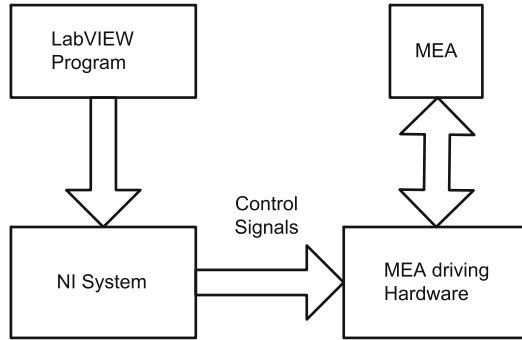 LabVIEW
Program
MEA
Control
Signals
NI System
MEA driving
Hardware